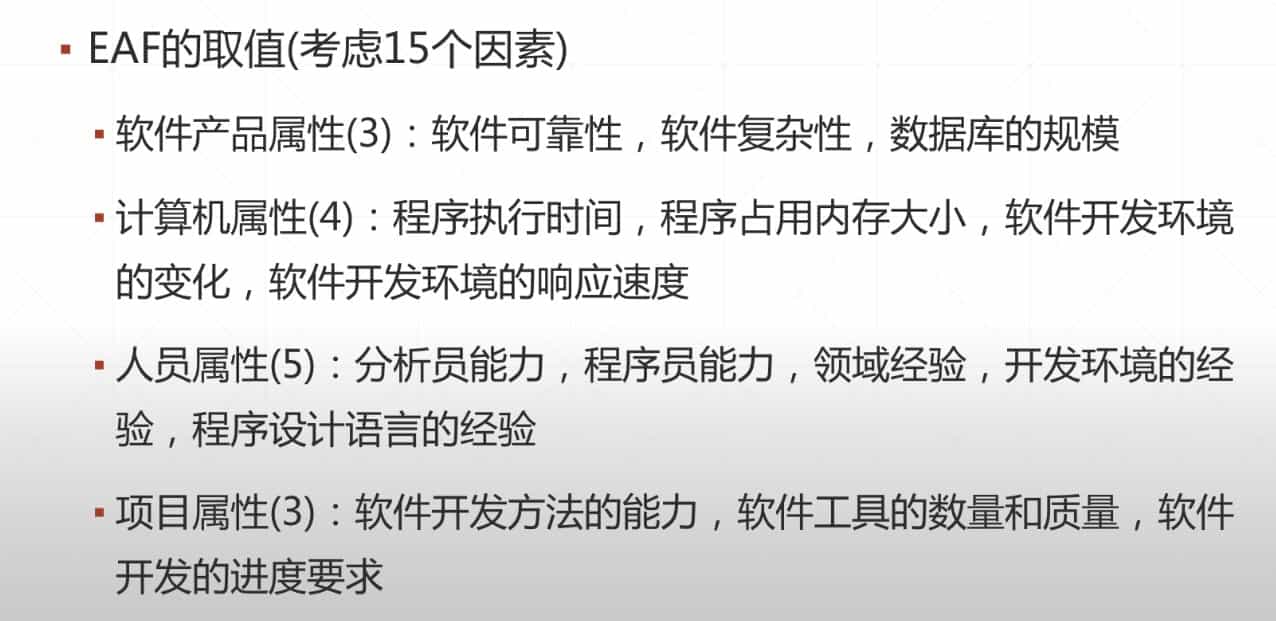 ▪ EAF的取值(考虑15个因素)
▪ 软件产品属性(3)：软件可靠性，软件复杂性，数据库的规模
▪ 计算机属性(4)：程序执行时间，程序占用内存大小，软件开发环境
的变化，软件开发环境的响应速度
▪ 人员属性(5)：分析员能力，程序员能力，领域经验，开发环境的经
验，程序设计语言的经验
▪ 项目属性(3)：软件开发方法的能力，软件工具的数量和质量，软件
开发的进度要求